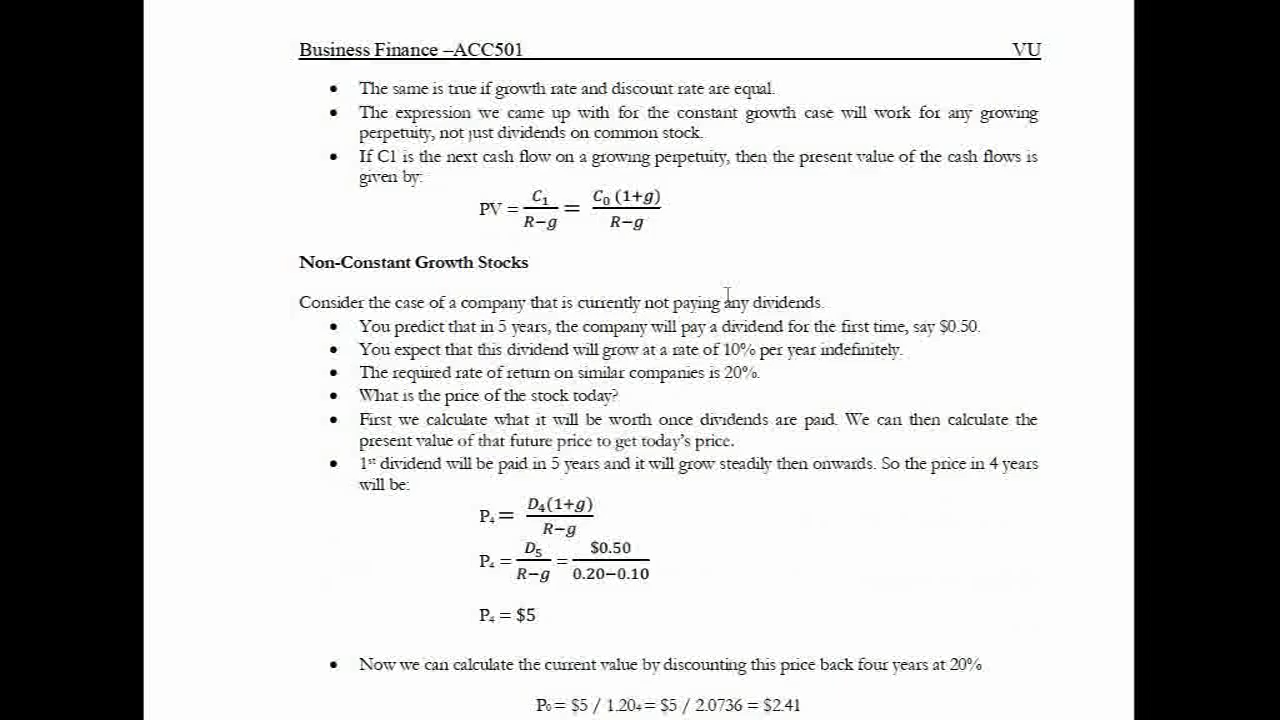 Business Finance –ACC501 VU
• The same is true if growth rate and discount rate are equal.
• The expression we came up with for the constant growth case will work for any growing
perpetuity, not just dividends on common stock.
• If C1 is the next cash flow on a growing perpetuity, then the present value of the cash flows is
given by:
PV = C₁/(R−g) = C₀ (1+g)/(R−g)
Non-Constant Growth Stocks
Consider the case of a company that is currently not paying any dividends.
• You predict that in 5 years, the company will pay a dividend for the first time, say $0.50.
• You expect that this dividend will grow at a rate of 10% per year indefinitely.
• The required rate of return on similar companies is 20%.
• What is the price of the stock today?
• First we calculate what it will be worth once dividends are paid. We can then calculate the
present value of that future price to get today's price.
• 1st dividend will be paid in 5 years and it will grow steadily then onwards. So the price in 4 years
will be:
P₄ = D₄(1+g)/(R−g)
P₄ = D₅/(R−g) = $0.50/(0.20−0.10)
P₄ = $5
• Now we can calculate the current value by discounting this price back four years at 20%
P₀ = $5 / 1.20₄ = $5 / 2.0736 = $2.41